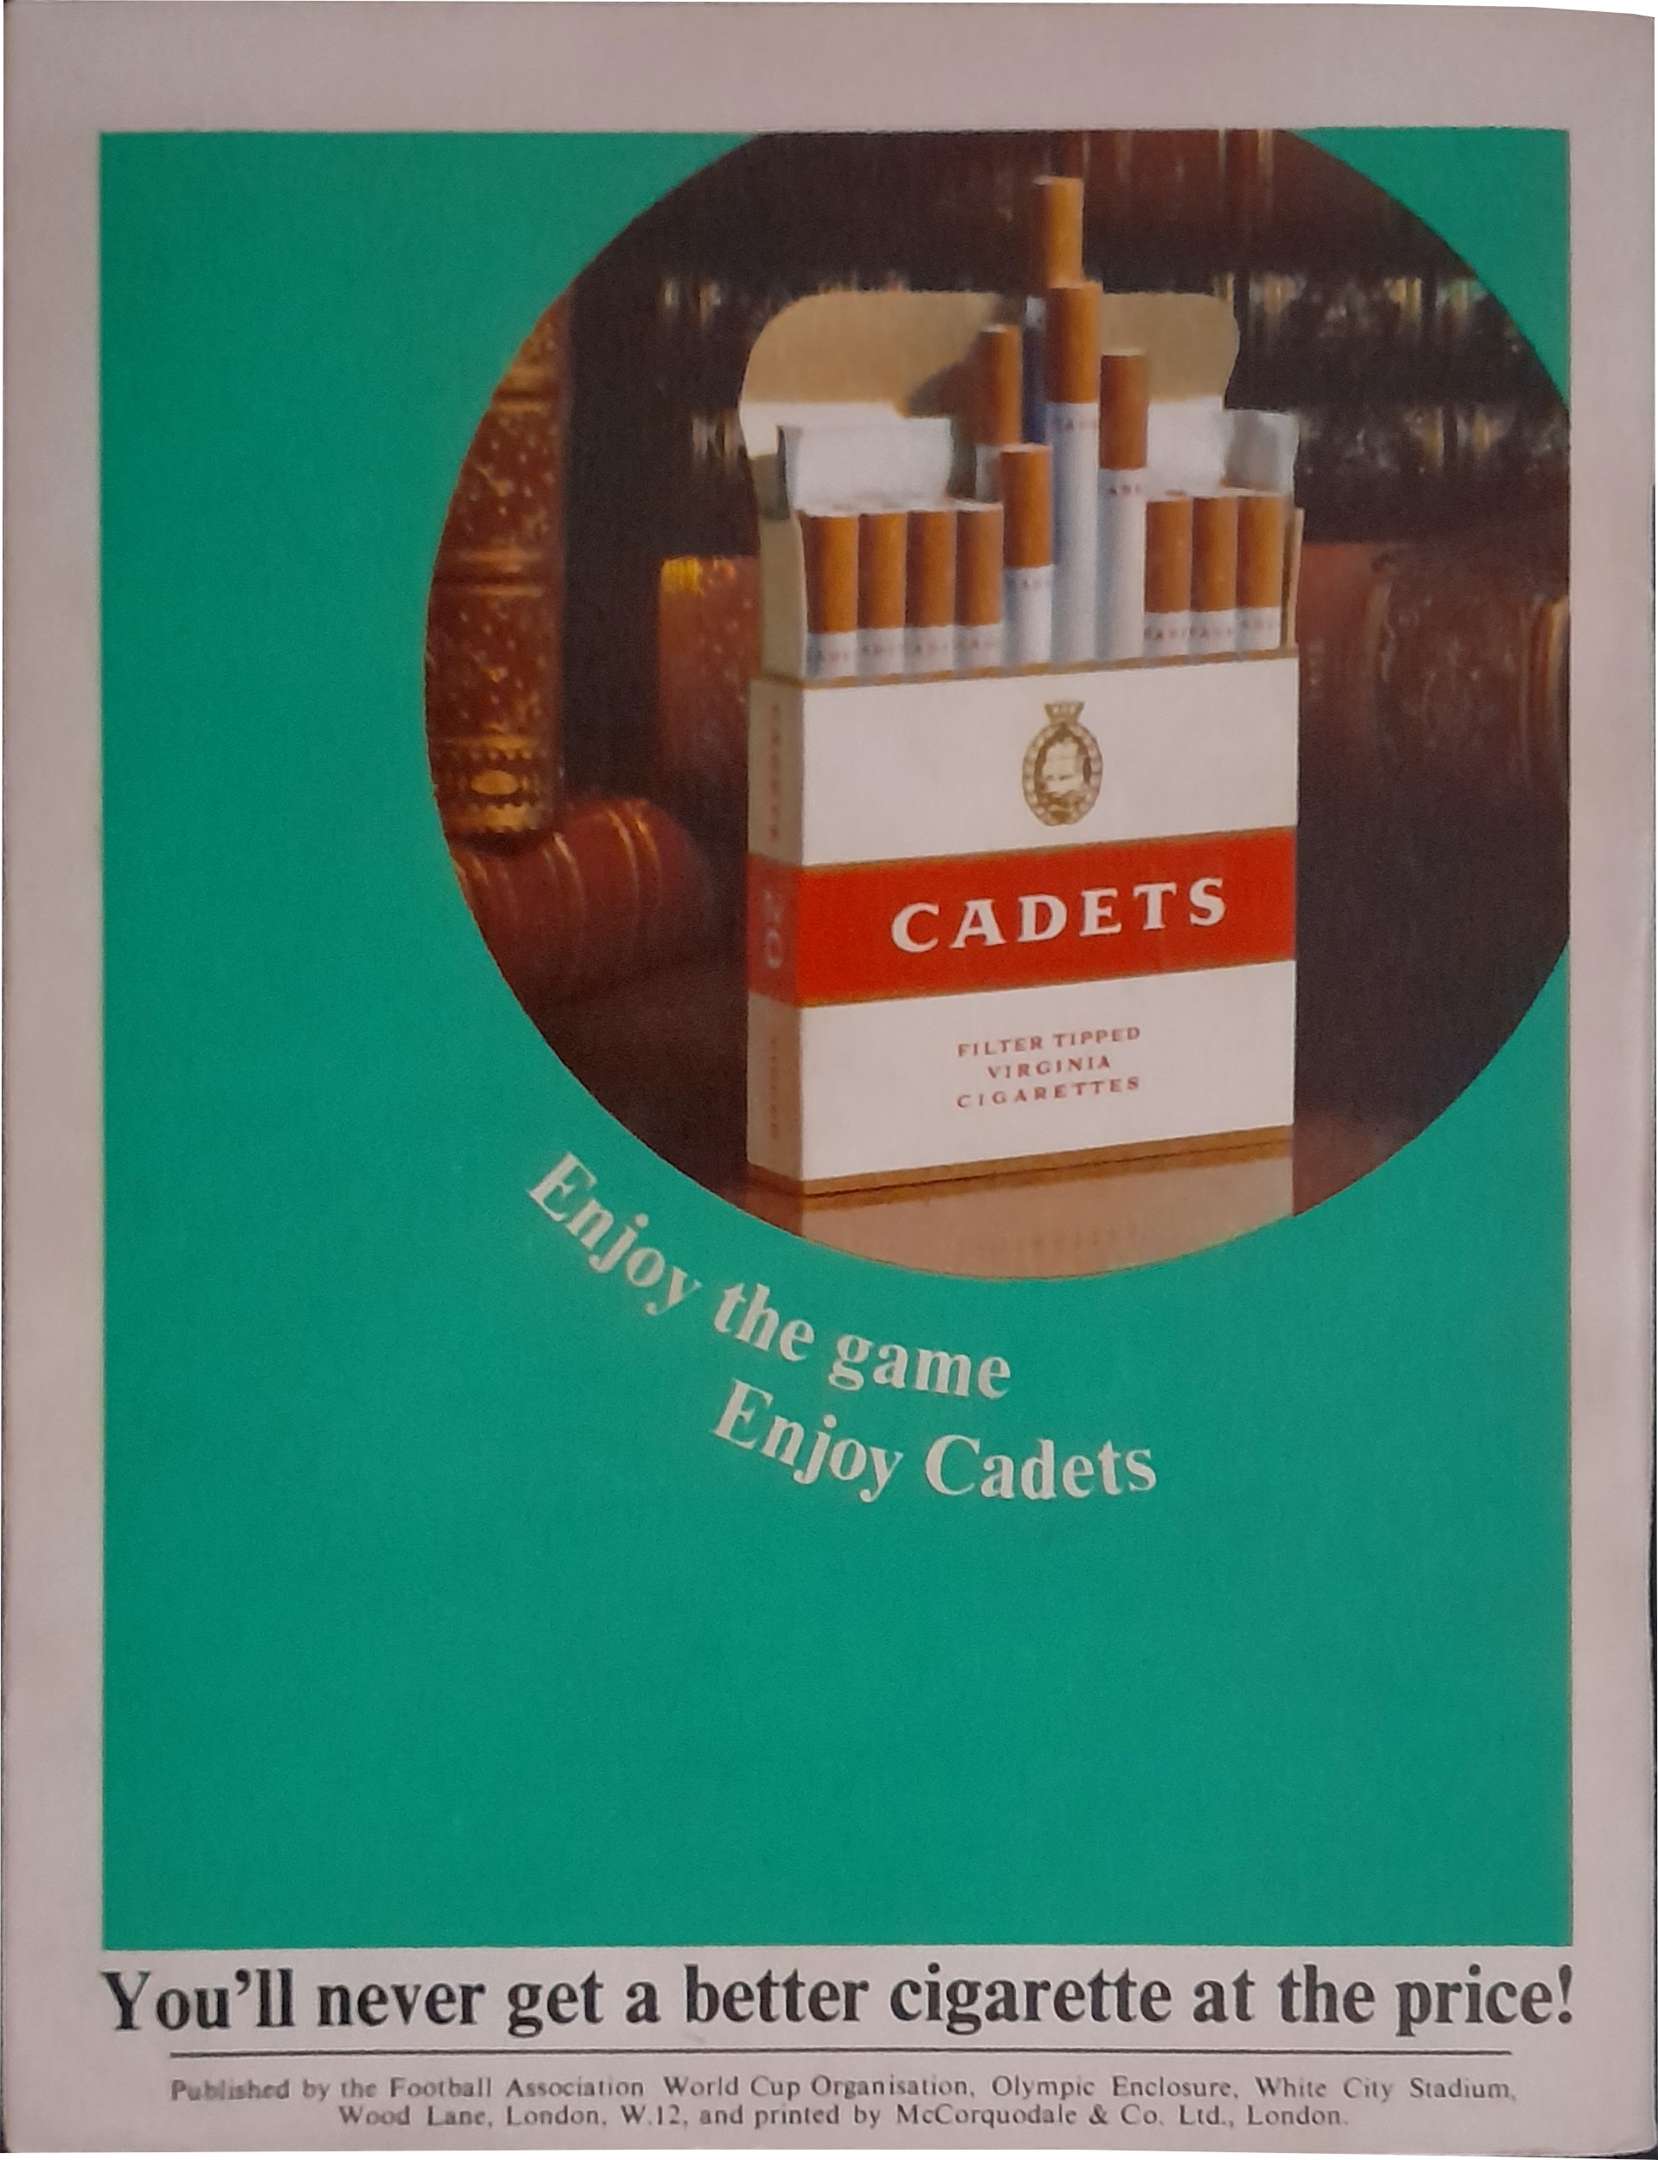 CADETS
FILTER TIPPED
VIRGINIA
CIGARETTES
Enjoy the game
Enjoy Cadets
You'll never get a better cigarette at the price!
Published by the Football Association World Cup Organisation, Olympic Enclosure, White City Stadium,
Wood Lane, London, W.12, and printed by McCorquodale & Co. Ltd., London.